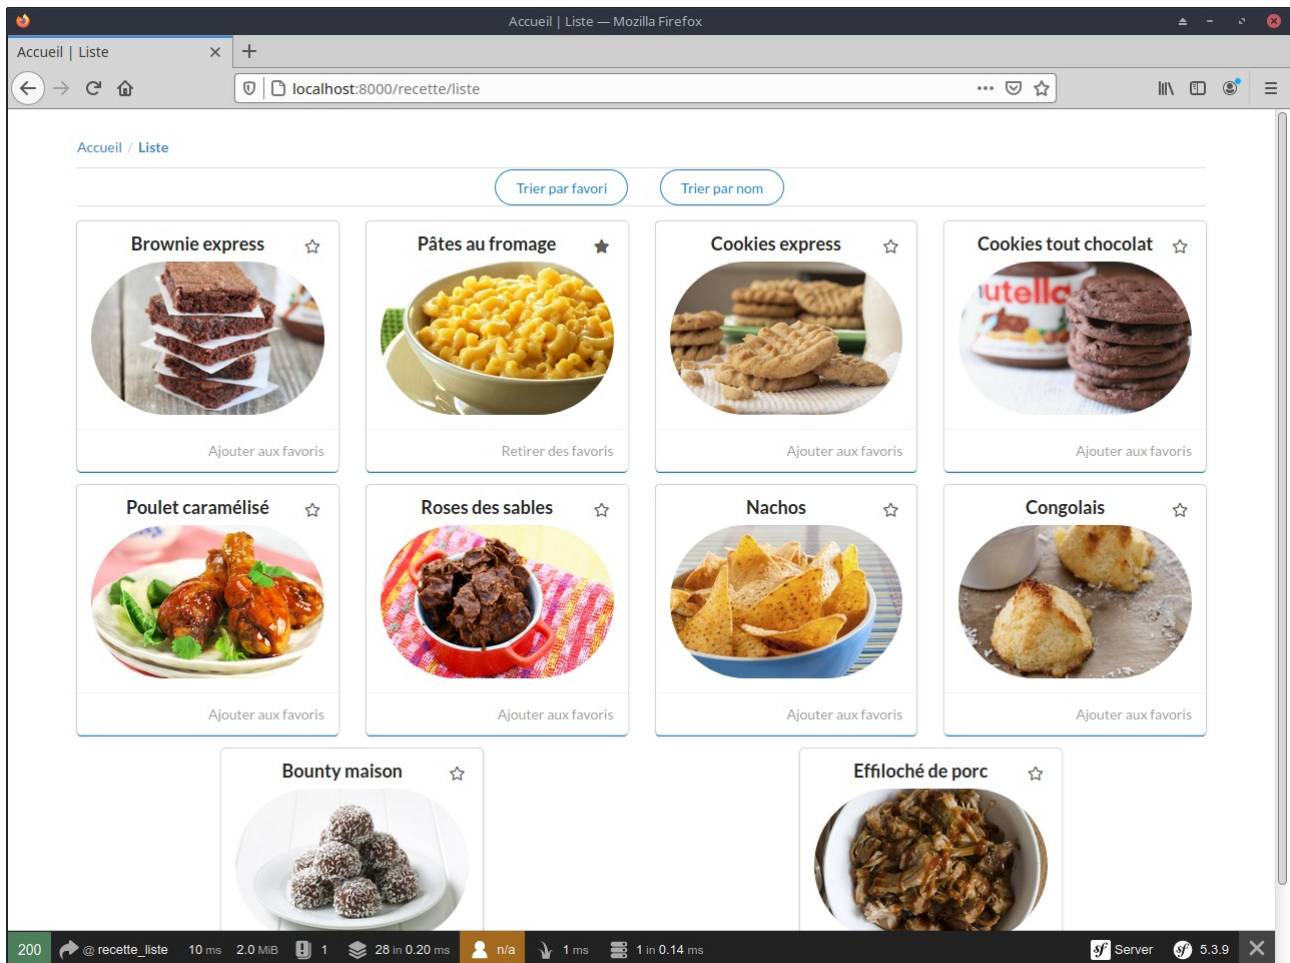 Accueil | Liste — Mozilla Firefox
Accueil | Liste
localhost:8000/recette/liste
Accueil / Liste
Trier par favori Trier par nom
Brownie express Pâtes au fromage Cookies express Cookies tout chocolat
utella
Ajouter aux favoris Retirer des favoris Ajouter aux favoris Ajouter aux favoris
Poulet caramélisé Roses des sables Nachos Congolais
Ajouter aux favoris Ajouter aux favoris Ajouter aux favoris Ajouter aux favoris
Bounty maison Effiloché de porc
200 @ recette_liste 10 ms 2.0 MiB 1 28 in 0.20 ms n/a 1 ms 1 in 0.14 ms sf Server sf 5.3.9